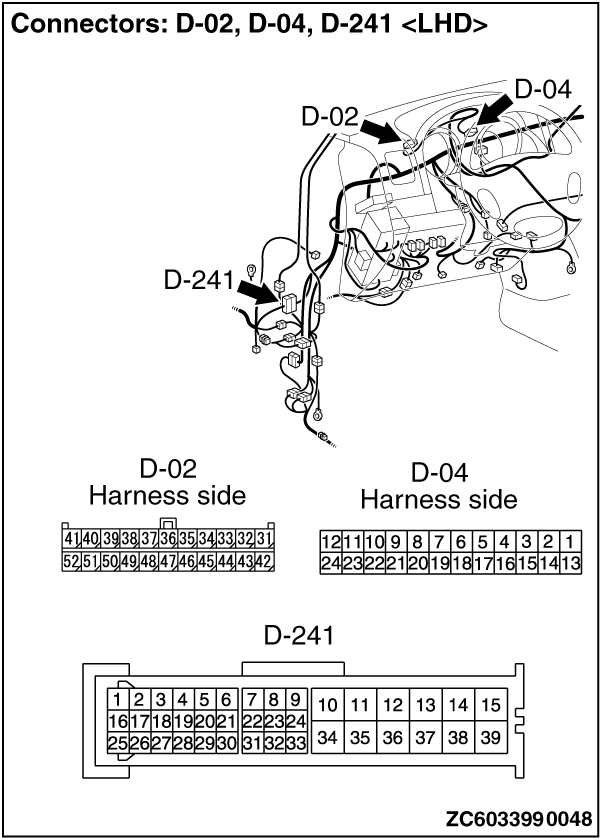 Connectors: D-02, D-04, D-241 <LHD>
D-04
D-02
D-241
D-02
Harness side
41 40 39 38 37 36 35 34 33 32 31
52 51 50 49 48 47 46 45 44 43 42
D-04
Harness side
12 11 10 9 8 7 6 5 4 3 2 1
24 23 22 21 20 19 18 17 16 15 14 13
D-241
1 2 3 4 5 6 7 8 9 10 11 12 13 14 15
16 17 18 19 20 21 22 23 24
25 26 27 28 29 30 31 32 33 34 35 36 37 38 39
ZC6033990048